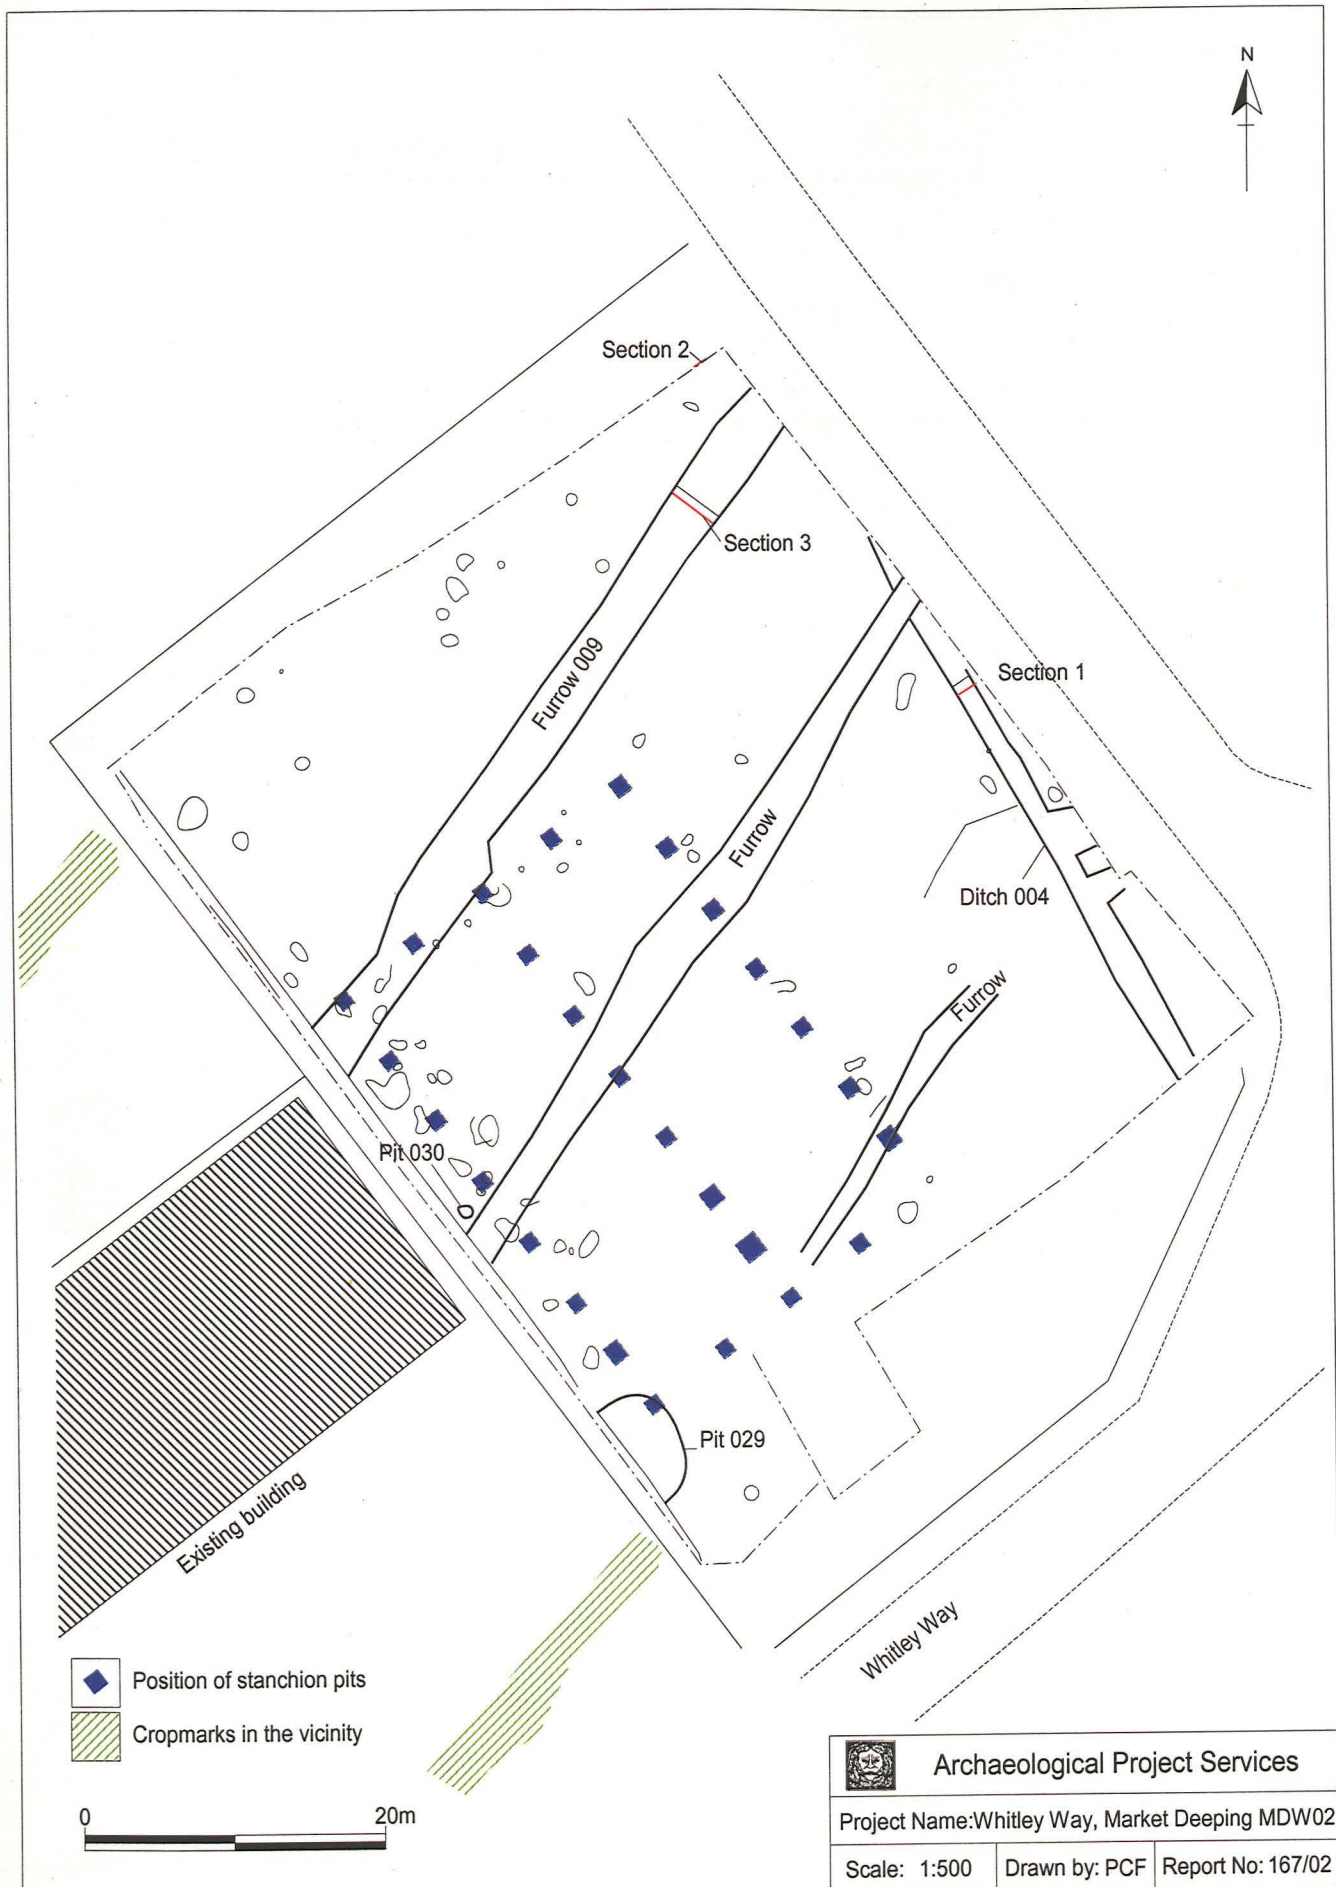 N
Section 2
Section 3
Furrow 009
Section 1
Furrow
Ditch 004
Furrow
Pit 030
Pit 029
Existing building
Whitley Way
Position of stanchion pits
Cropmarks in the vicinity
0 20m
Archaeological Project Services
Project Name:Whitley Way, Market Deeping MDW02
Scale: 1:500 Drawn by: PCF Report No: 167/02